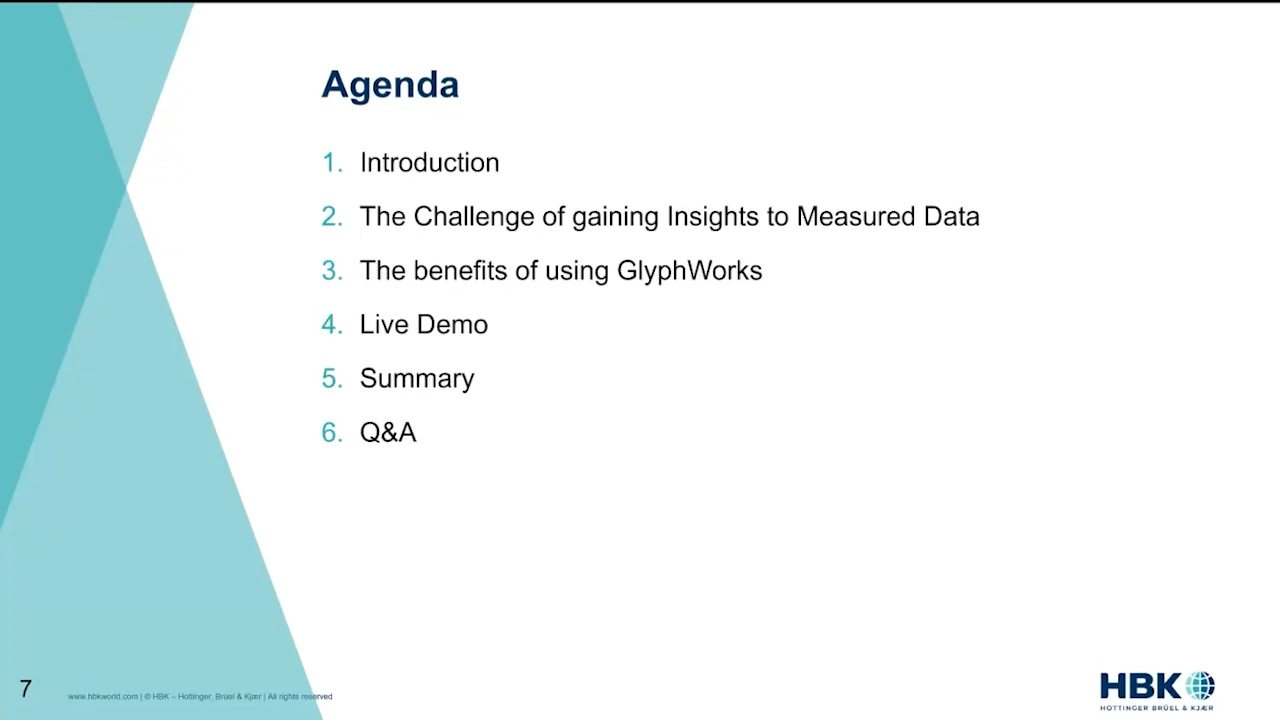 Agenda
1. Introduction
2. The Challenge of gaining Insights to Measured Data
3. The benefits of using GlyphWorks
4. Live Demo
5. Summary
6. Q&A
7
www.hbkworld.com | © HBK – Hottinger, Brüel & Kjær | All rights reserved
HBK
HOTTINGER BRÜEL & KJÆR